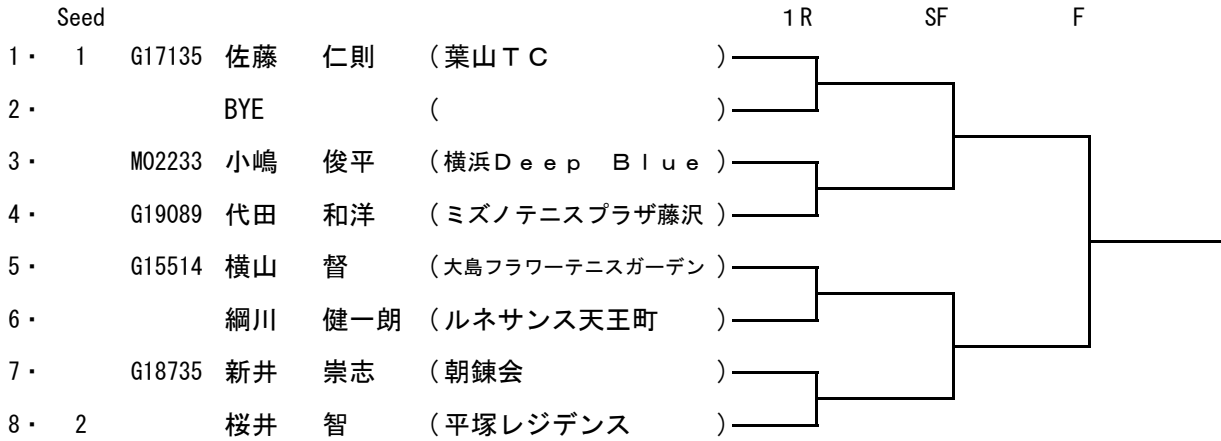 Seed １Ｒ SF F
1・ 1 G17135 佐藤 仁則 （葉山ＴＣ ）
2・ BYE （ ）
3・ M02233 小嶋 俊平 （横浜Ｄｅｅｐ Ｂｌｕｅ ）
4・ G19089 代田 和洋 （ミズノテニスプラザ藤沢 ）
5・ G15514 横山 督 （大島フラワーテニスガーデン ）
6・ 綱川 健一朗 （ルネサンス天王町 ）
7・ G18735 新井 崇志 （朝錬会 ）
8・ 2 桜井 智 （平塚レジデンス ）